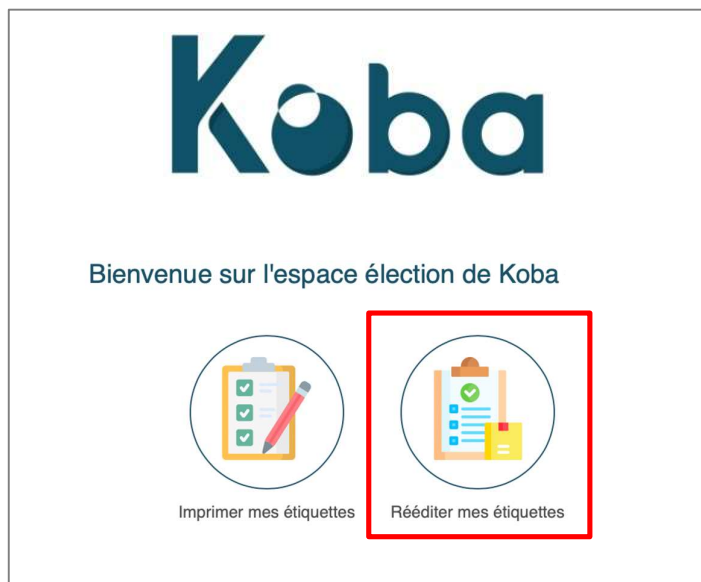 Koba
Bienvenue sur l'espace élection de Koba
Imprimer mes étiquettes
Rééditer mes étiquettes